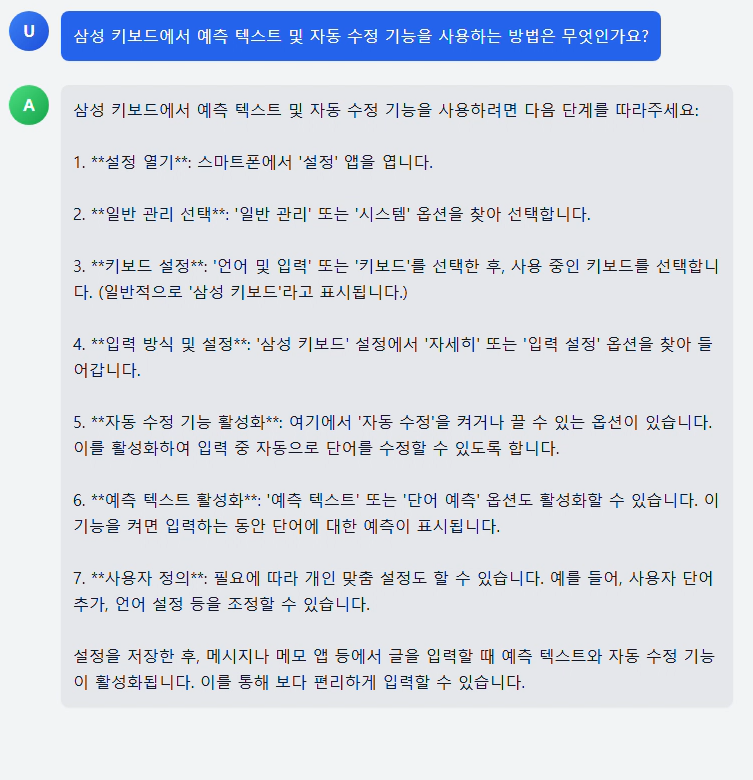 U
삼성 키보드에서 예측 텍스트 및 자동 수정 기능을 사용하는 방법은 무엇인가요?
A
삼성 키보드에서 예측 텍스트 및 자동 수정 기능을 사용하려면 다음 단계를 따라주세요:
1. **설정 열기**: 스마트폰에서 '설정' 앱을 엽니다.
2. **일반 관리 선택**: '일반 관리' 또는 '시스템' 옵션을 찾아 선택합니다.
3. **키보드 설정**: '언어 및 입력' 또는 '키보드'를 선택한 후, 사용 중인 키보드를 선택합니
다. (일반적으로 '삼성 키보드'라고 표시됩니다.)
4. **입력 방식 및 설정**: '삼성 키보드' 설정에서 '자세히' 또는 '입력 설정' 옵션을 찾아 들
어갑니다.
5. **자동 수정 기능 활성화**: 여기에서 '자동 수정'을 켜거나 끌 수 있는 옵션이 있습니다.
이를 활성화하여 입력 중 자동으로 단어를 수정할 수 있도록 합니다.
6. **예측 텍스트 활성화**: '예측 텍스트' 또는 '단어 예측' 옵션도 활성화할 수 있습니다. 이
기능을 켜면 입력하는 동안 단어에 대한 예측이 표시됩니다.
7. **사용자 정의**: 필요에 따라 개인 맞춤 설정도 할 수 있습니다. 예를 들어, 사용자 단어
추가, 언어 설정 등을 조정할 수 있습니다.
설정을 저장한 후, 메시지나 메모 앱 등에서 글을 입력할 때 예측 텍스트와 자동 수정 기능
이 활성화됩니다. 이를 통해 보다 편리하게 입력할 수 있습니다.